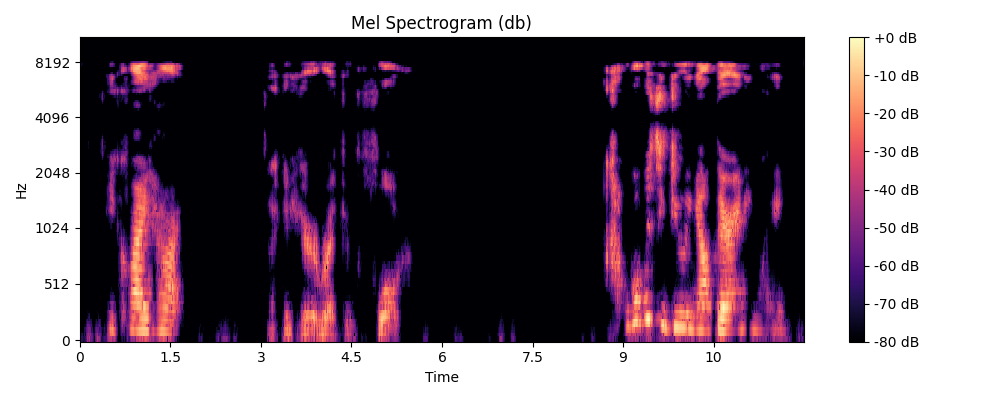 Mel Spectrogram (db)
Hz
8192
4096
2048
1024
512
0
0 1.5 3 4.5 6 7.5 9 10
Time
+0 dB
-10 dB
-20 dB
-30 dB
-40 dB
-50 dB
-60 dB
-70 dB
-80 dB